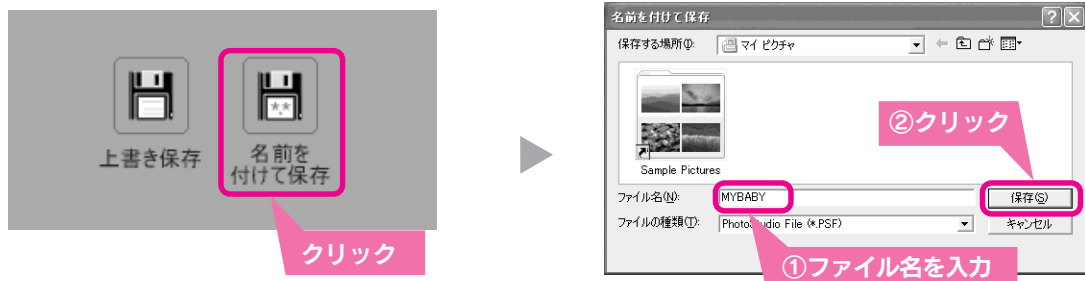 上書き保存
名前を
付けて保存
クリック
名前を付けて保存
保存する場所(I):
マイ ピクチャ
Sample Pictures
②クリック
ファイル名(N):
MYBABY
保存(S)
ファイルの種類(T):
PhotoStudio File (*.PSF)
キャンセル
①ファイル名を入力